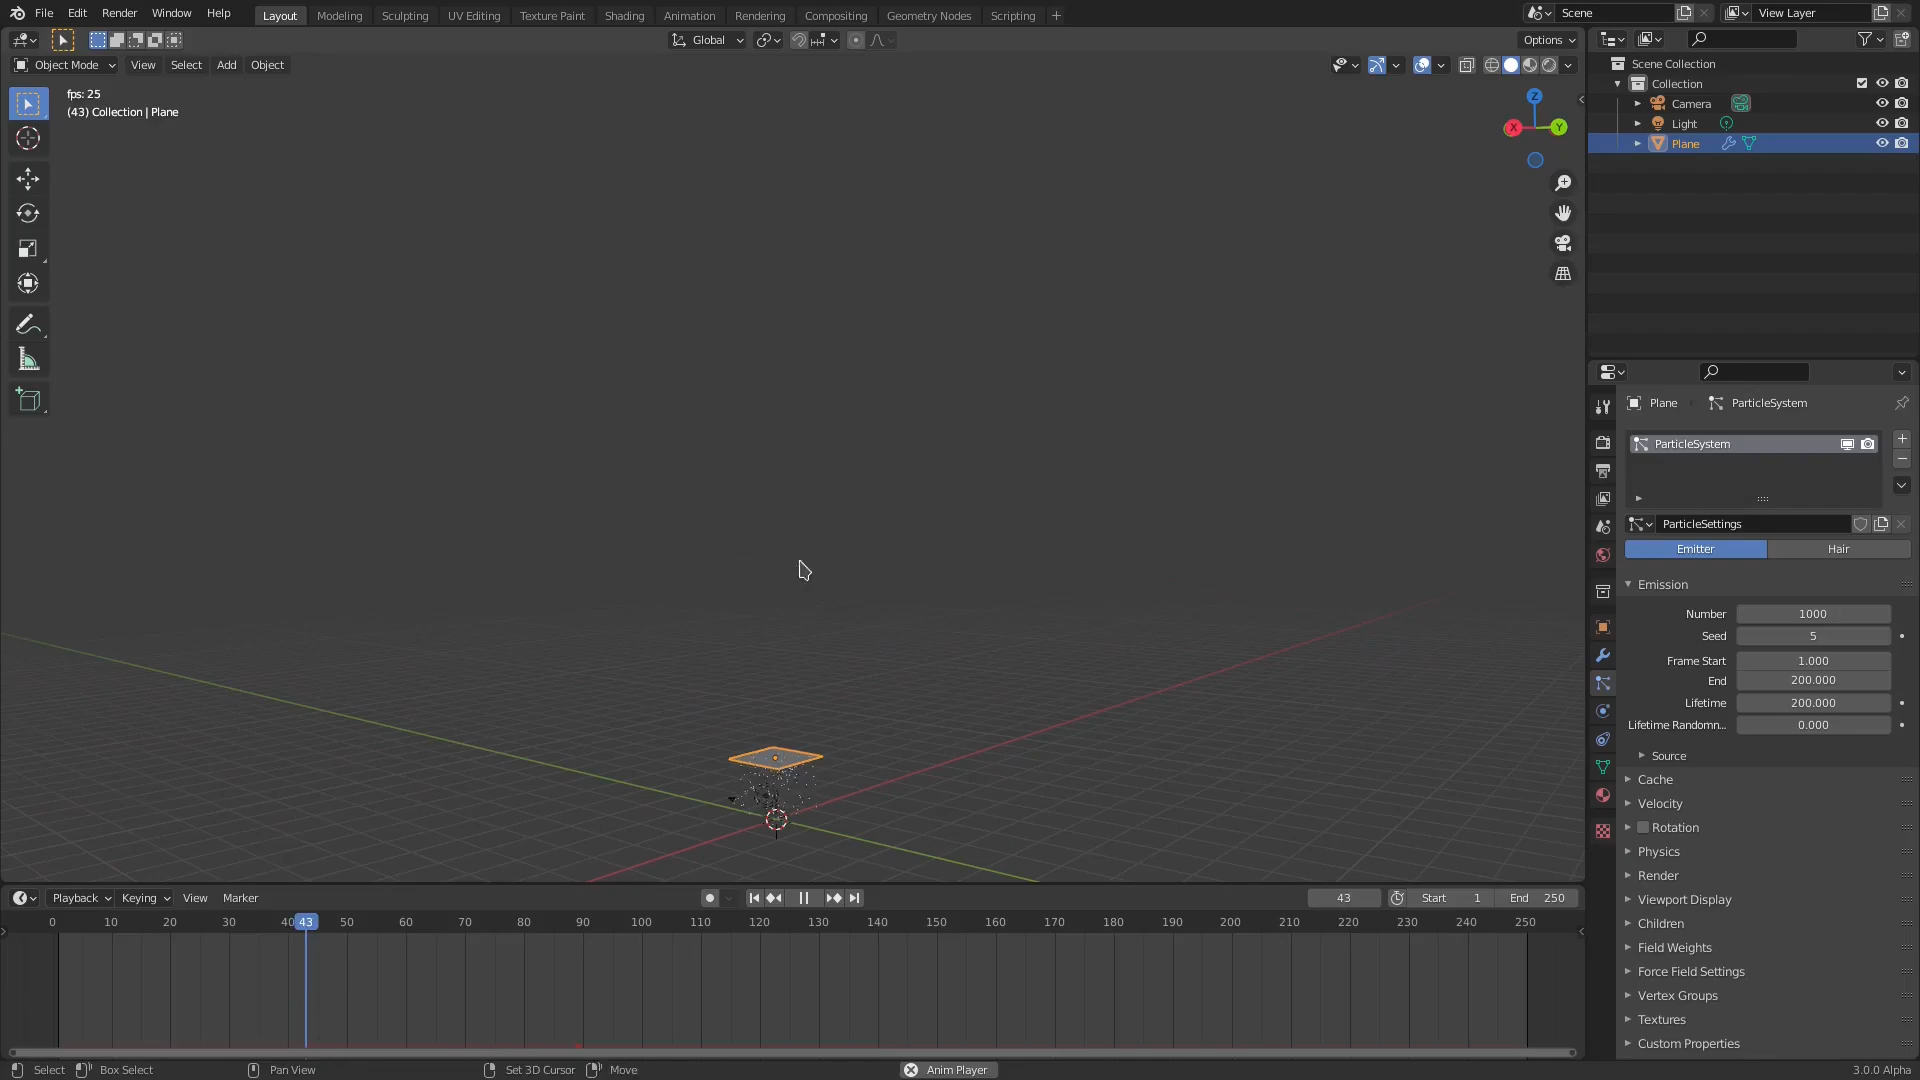 File Edit Render Window Help Layout Modeling Sculpting UV Editing Texture Paint Shading Animation Rendering Compositing Geometry Nodes Scripting + Scene View Layer
Global Options
Object Mode View Select Add Object
fps: 25
(43) Collection | Plane
Z
X Y
Scene Collection
Collection
Camera
Light
Plane
Plane ParticleSystem
ParticleSystem
ParticleSettings
Emitter Hair
Emission
Number 1000
Seed 5
Frame Start 1.000
End 200.000
Lifetime 200.000
Lifetime Randomn... 0.000
Source
Cache
Velocity
Rotation
Physics
Render
Viewport Display
Children
Field Weights
Force Field Settings
Vertex Groups
Textures
Custom Properties
Playback Keying View Marker 43 Start 1 End 250
0 10 20 30 40 43 50 60 70 80 90 100 110 120 130 140 150 160 170 180 190 200 210 220 230 240 250
Select Box Select Pan View Set 3D Cursor Move Anim Player 3.0.0 Alpha